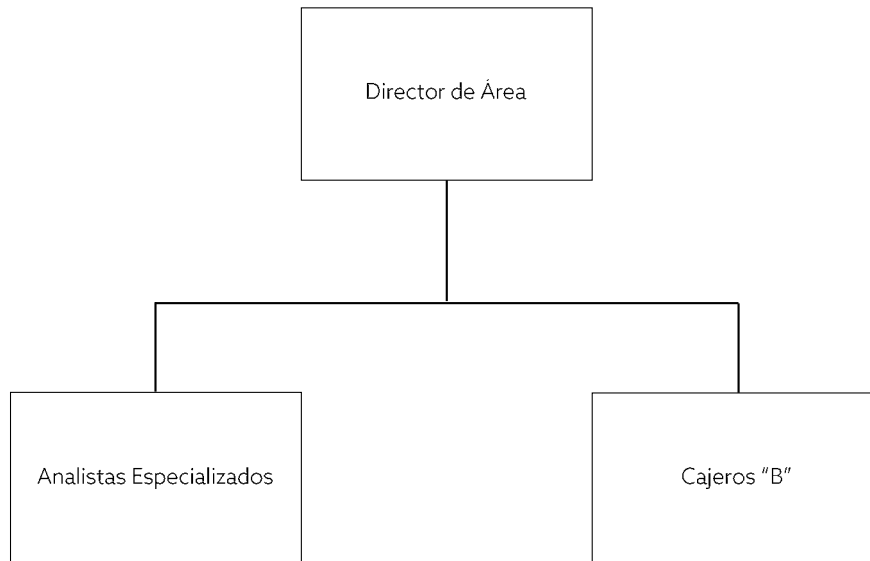 Director de Área
Analistas Especializados
Cajeros “B”